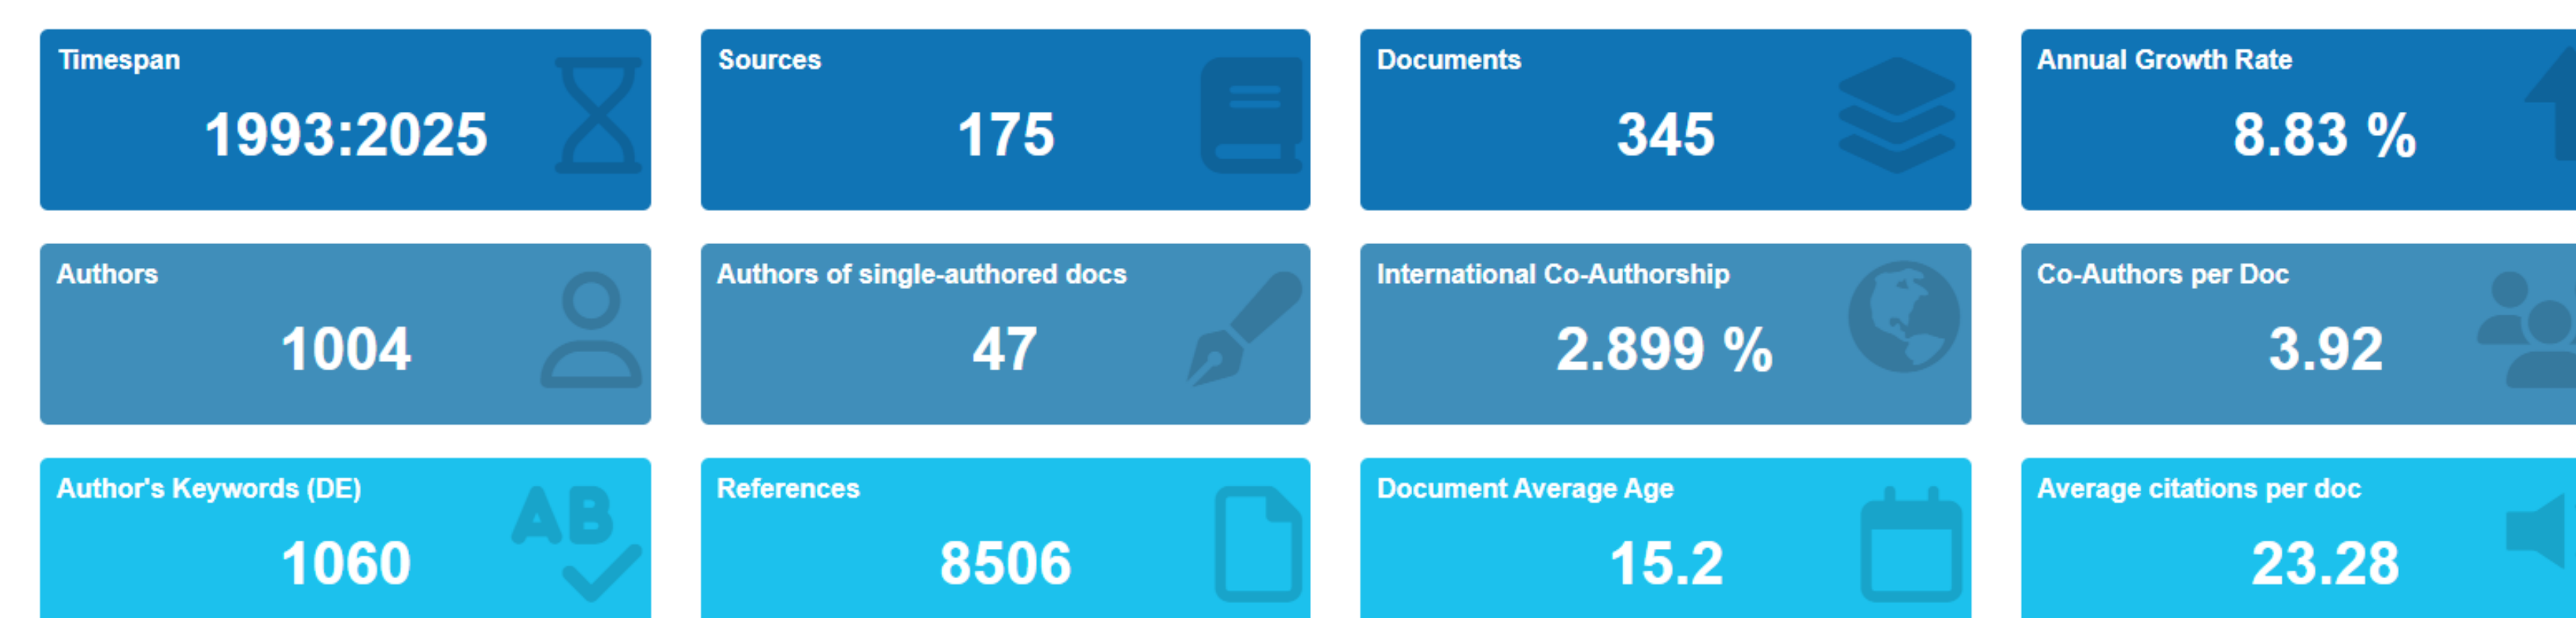 Timespan
1993:2025
Sources
175
Documents
345
Annual Growth Rate
8.83 %
Authors
1004
Authors of single-authored docs
47
International Co-Authorship
2.899 %
Co-Authors per Doc
3.92
Author's Keywords (DE)
1060
AB
References
8506
Document Average Age
15.2
Average citations per doc
23.28